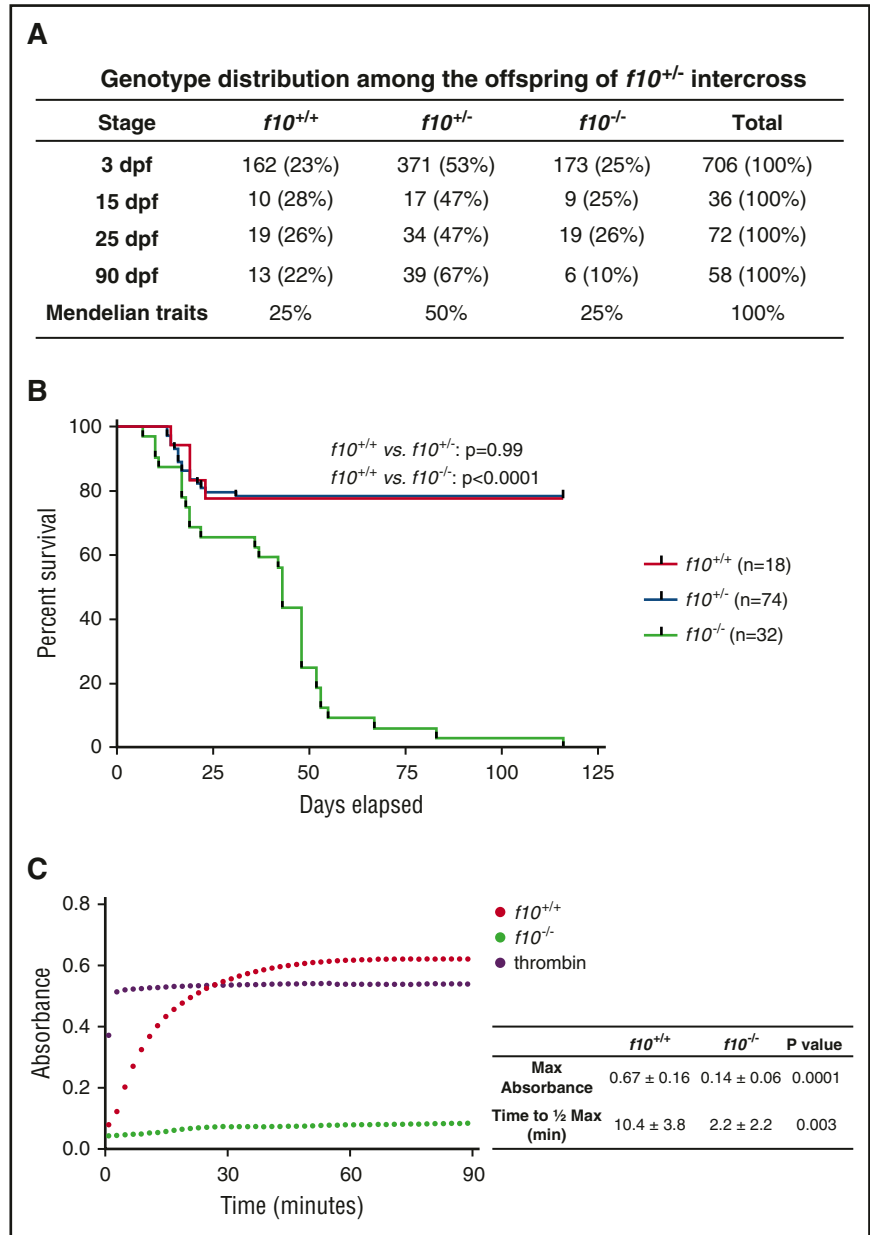 A
Genotype distribution among the offspring of f10+/- intercross
Stage f10+/+ f10+/- f10-/- Total
3 dpf 162 (23%) 371 (53%) 173 (25%) 706 (100%)
15 dpf 10 (28%) 17 (47%) 9 (25%) 36 (100%)
25 dpf 19 (26%) 34 (47%) 19 (26%) 72 (100%)
90 dpf 13 (22%) 39 (67%) 6 (10%) 58 (100%)
Mendelian traits 25% 50% 25% 100%
B
100
80
60
40
20
0
Percent survival
f10+/+ vs. f10+/-: p=0.99
f10+/+ vs. f10-/-: p<0.0001
f10+/+ (n=18)
f10+/- (n=74)
f10-/- (n=32)
0 25 50 75 100 125
Days elapsed
C
0.8
0.6
0.4
0.2
0.0
Absorbance
f10+/+
f10-/-
thrombin
0 30 60 90
Time (minutes)
f10+/+ f10-/- P value
Max
Absorbance 0.67 ± 0.16 0.14 ± 0.06 0.0001
Time to ½ Max
(min) 10.4 ± 3.8 2.2 ± 2.2 0.003